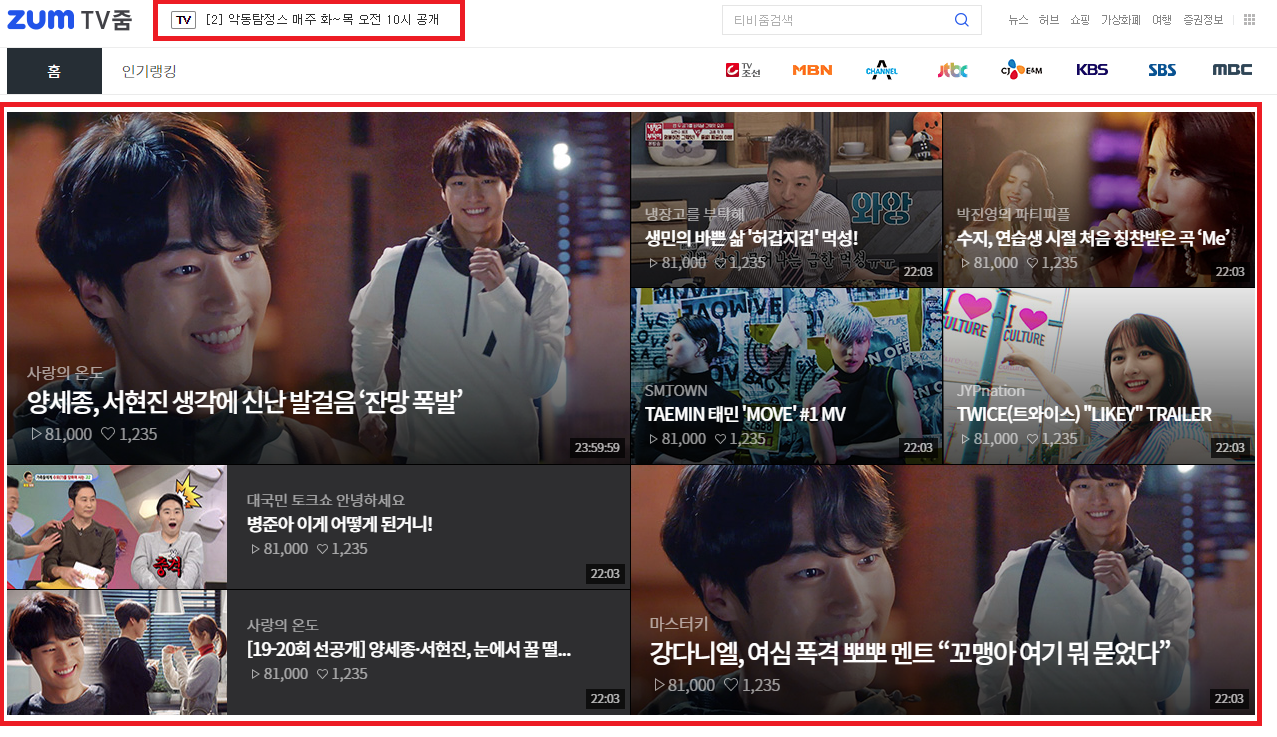 ZUM TV줌
TV [2] 악동탐정스 매주 화~목 오전 10시 공개
티비줌검색
뉴스 허브 쇼핑 가상화폐 여행 증권정보
홈
인기랭킹
TV조선
MBN
CHANNEL A
jtbc
CJ E&M
KBS
SBS
MBC
사랑의 온도
양세종, 서현진 생각에 신난 발걸음 ‘잔망 폭발’
81,000 1,235
23:59:59
와앙
냉장고를 부탁해
생민의 바쁜 삶 '허겁지겁' 먹성!
81,000 1,235
22:03
박진영의 파티피플
수지, 연습생 시절 처음 칭찬받은 곡 ‘Me’
81,000 1,235
22:03
SMTOWN
TAEMIN 태민 'MOVE' #1 MV
81,000 1,235
22:03
I CULTURE
I CULTURE
JYPnation
TWICE(트와이스) "LIKEY" TRAILER
81,000 1,235
22:03
충격
대국민 토크쇼 안녕하세요
병준아 이게 어떻게 된거니!
81,000 1,235
22:03
사랑의 온도
[19-20회 선공개] 양세종·서현진, 눈에서 꿀 떨...
81,000 1,235
22:03
마스터키
강다니엘, 여심 폭격 뽀뽀 멘트 “꼬맹아 여기 뭐 묻었다”
81,000 1,235
22:03